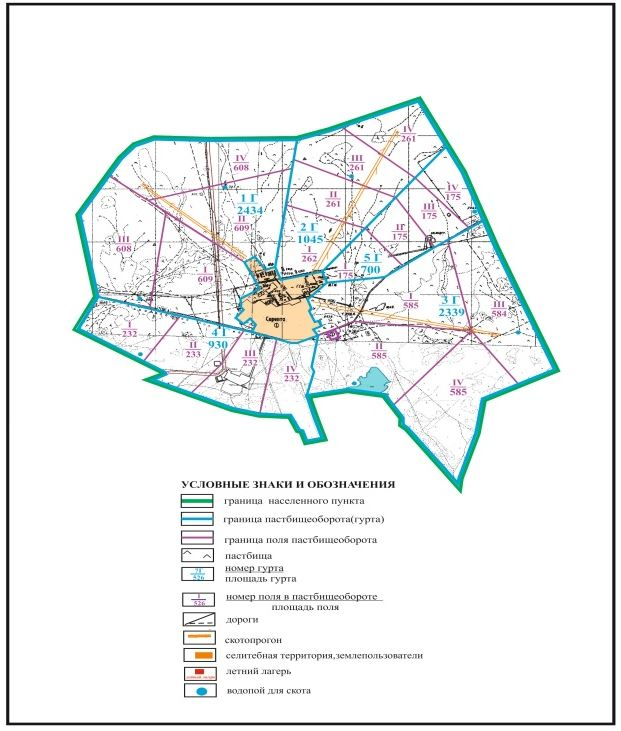 IV
261
IV
608
III
261
1 Г
2434
II
261
IV
175
III
175
II
609
2 Г
1045
II
175
III
608
I
262
5 Г
700
I
609
I
175
I
585
3 Г
2339
III
584
I
232
4 Г
930
Сарепта
II
233
III
232
II
585
IV
232
IV
585
УСЛОВНЫЕ ЗНАКИ И ОБОЗНАЧЕНИЯ
граница населенного пункта
граница пастбищеоборота(гурта)
граница поля пастбищеоборота
пастбища
7Г
526
номер гурта
площадь гурта
I
526
номер поля в пастбищеобороте
площадь поля
дороги
скотопрогон
селитебная территория,землепользователи
летний лагерь
водопой для скота